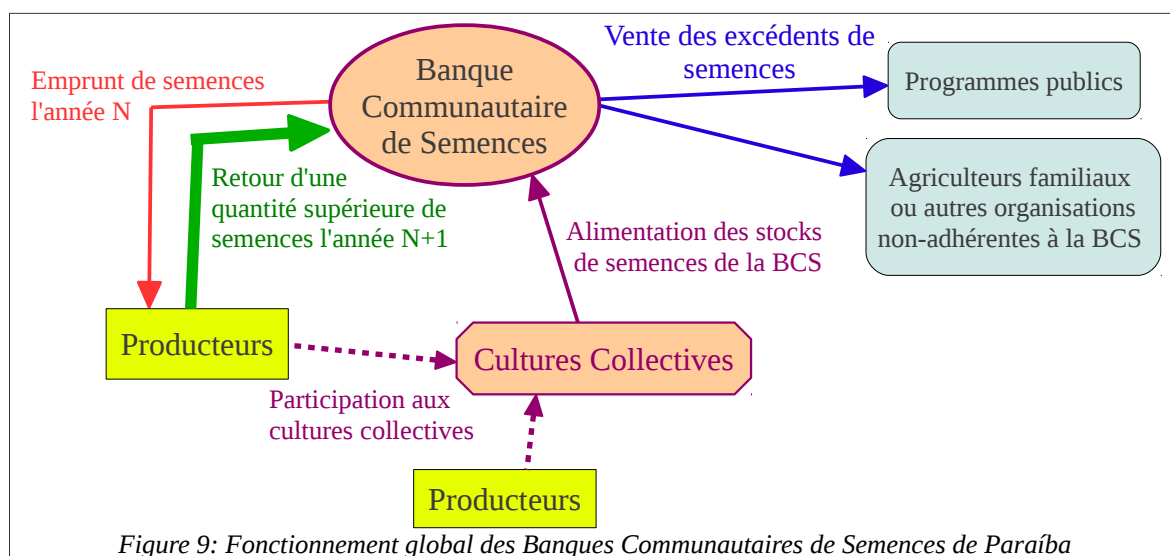 Emprunt de semences
l'année N
Banque
Communautaire
de Semences
Vente des excédents de
semences
Programmes publics
Agriculteurs familiaux
ou autres organisations
non-adhérentes à la BCS
Retour d'une
quantité supérieure de
semences l'année N+1
Alimentation des stocks
de semences de la BCS
Producteurs
Cultures Collectives
Participation aux
cultures collectives
Producteurs
Figure 9: Fonctionnement global des Banques Communautaires de Semences de Paraíba